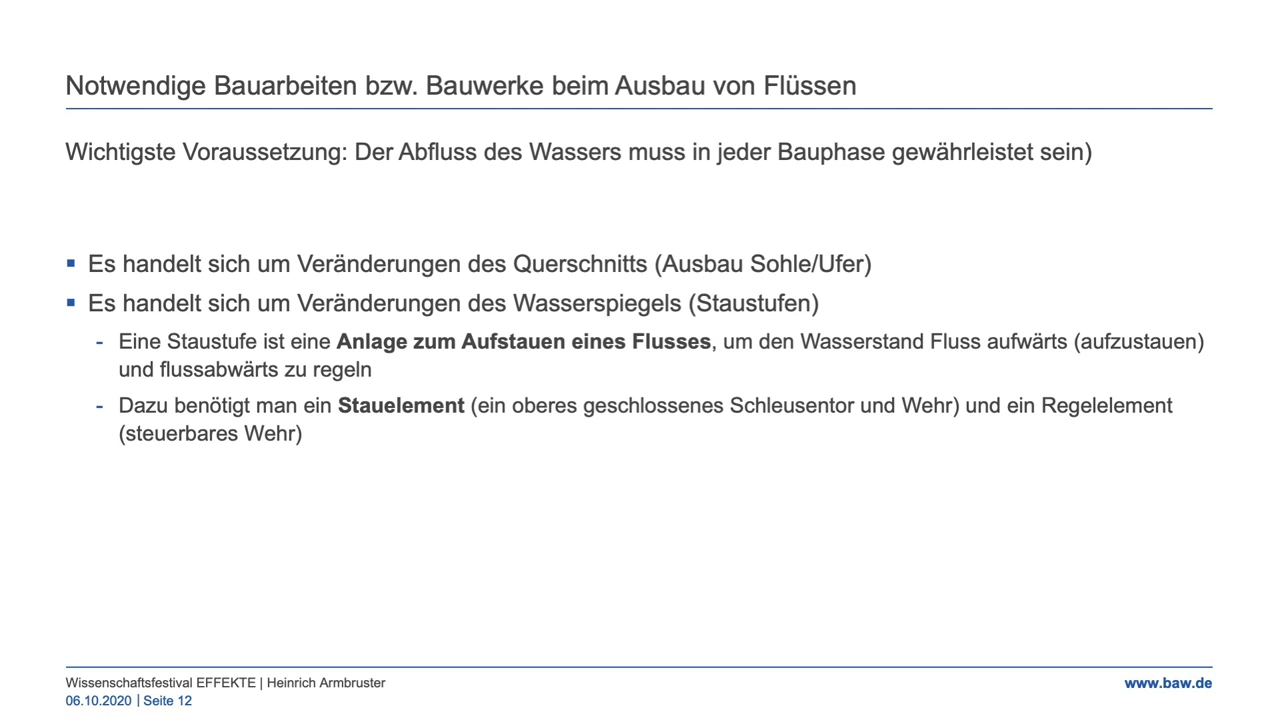 Notwendige Bauarbeiten bzw. Bauwerke beim Ausbau von Flüssen
Wichtigste Voraussetzung: Der Abfluss des Wassers muss in jeder Bauphase gewährleistet sein)
▪ Es handelt sich um Veränderungen des Querschnitts (Ausbau Sohle/Ufer)
▪ Es handelt sich um Veränderungen des Wasserspiegels (Staustufen)
- Eine Staustufe ist eine Anlage zum Aufstauen eines Flusses, um den Wasserstand Fluss aufwärts (aufzustauen)
und flussabwärts zu regeln
- Dazu benötigt man ein Stauelement (ein oberes geschlossenes Schleusentor und Wehr) und ein Regelelement
(steuerbares Wehr)
Wissenschaftsfestival EFFEKTE | Heinrich Armbruster
www.baw.de
06.10.2020 | Seite 12